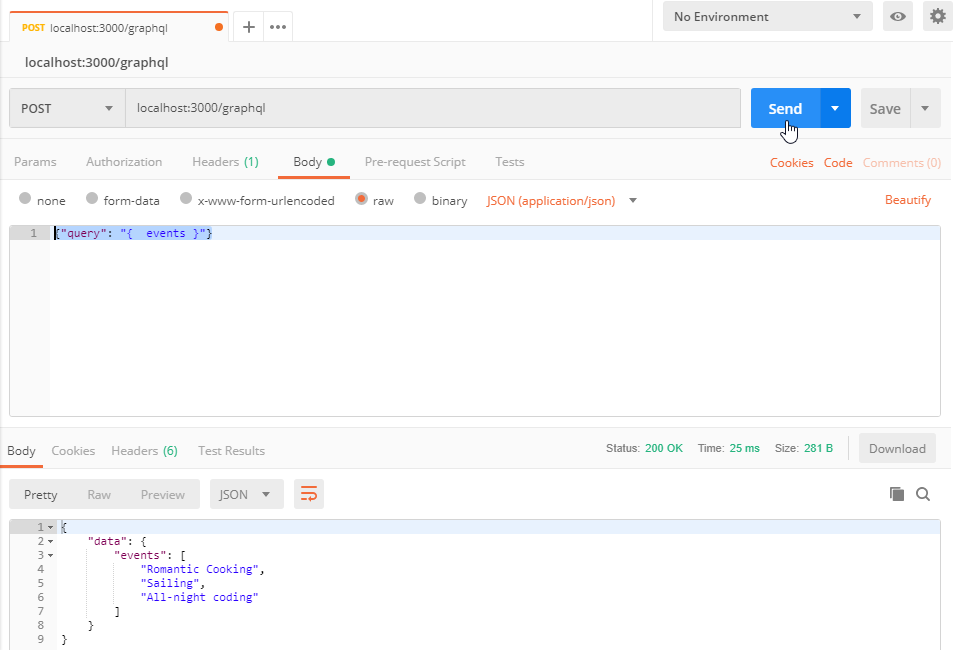 POST localhost:3000/graphql + ••• No Environment
localhost:3000/graphql
POST localhost:3000/graphql Send Save
Params Authorization Headers (1) Body Pre-request Script Tests Cookies Code Comments (0)
none form-data x-www-form-urlencoded raw binary JSON (application/json) Beautify
1 {"query": "{  events }"}
Body Cookies Headers (6) Test Results Status: 200 OK Time: 25 ms Size: 281 B Download
Pretty Raw Preview JSON
1 {
2 "data": {
3 "events": [
4 "Romantic Cooking",
5 "Sailing",
6 "All-night coding"
7 ]
8 }
9 }